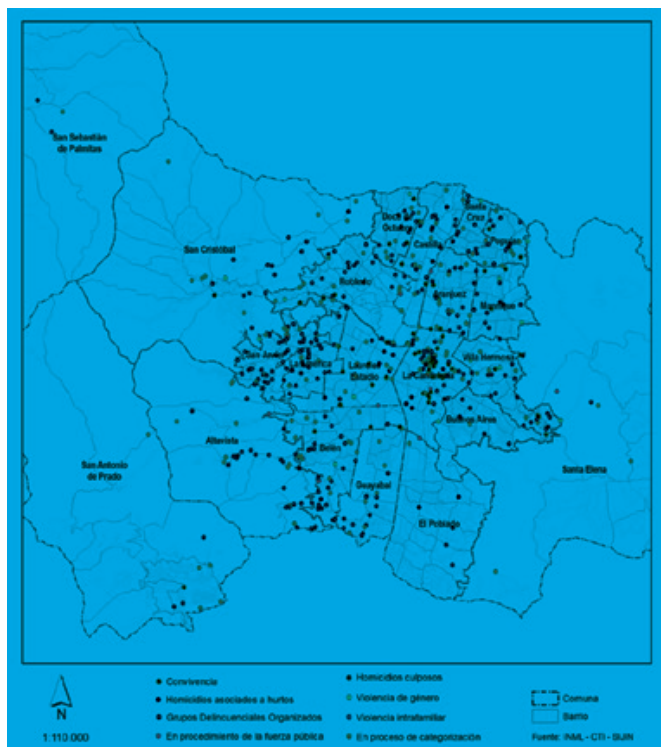 San Sebastián
de Palmitas
San Cristóbal
Doce
Octubre
Santa
Cruz
Castilla
Popular
Robledo
Aranjuez
Manrique
San Javier
La América
Laureles
Estadio
La Candelaria
Villa Hermosa
Buenos Aires
Altavista
Belén
San Antonio
de Prado
Guayabal
El Poblado
Santa Elena
N
1:110.000
Convivencia
Homicidios asociados a hurtos
Grupos Delincuenciales Organizados
En procedimiento de la fuerza pública
Homicidios culposos
Violencia de género
Violencia intrafamiliar
En proceso de categorización
Comuna
Barrio
Fuente: INML - CTI - SIJIN